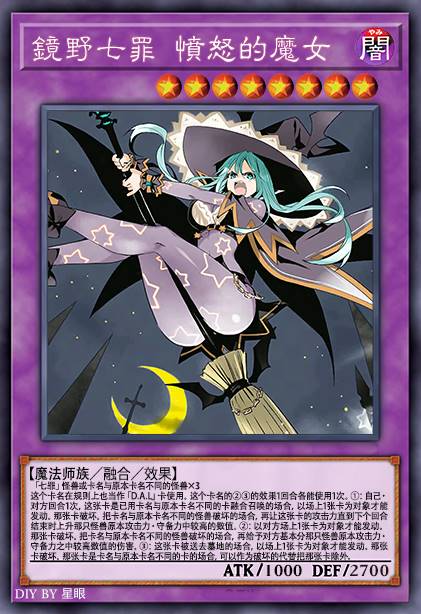 鏡野七罪 憤怒的魔女
闇
やみ
【魔法师族／融合／效果】
「七罪」怪兽或卡名与原本卡名不同的怪兽×3
这个卡名在规则上也当作「D.A.L」卡使用。这个卡名的②③的效果1回合各能使用1次。①：自己·
对方回合1次，这张卡是已用卡名与原本卡名不同的卡融合召唤的场合，以场上1张卡为对象才能
发动。那张卡破坏。把卡名与原本卡名不同的怪兽破坏的场合，再让这张卡的攻击力直到下个回合
结束时上升那只怪兽原本攻击力·守备力中较高的数值。②：以对方场上1张卡为对象才能发动。
那张卡破坏。把卡名与原本卡名不同的怪兽破坏的场合，再给予对方基本分那只怪兽原本攻击力·
守备力之中较高数值的伤害。③：这张卡被送去墓地的场合，以场上1张卡为对象才能发动。那张
卡破坏。那张卡是卡名与原本卡名不同的卡的场合，可以作为破坏的代替把那张卡除外。
ATK/1000 DEF/2700
DIY BY 星眼